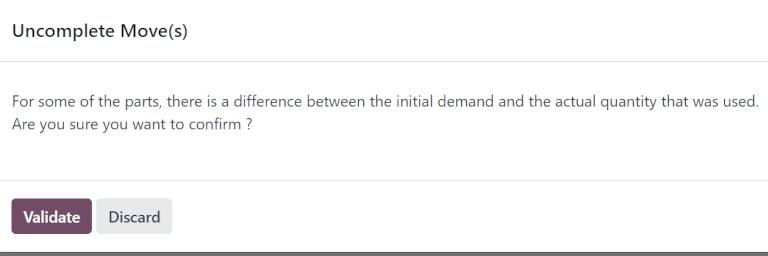 Uncomplete Move(s)
For some of the parts, there is a difference between the initial demand and the actual quantity that was used.
Are you sure you want to confirm ?
Validate Discard